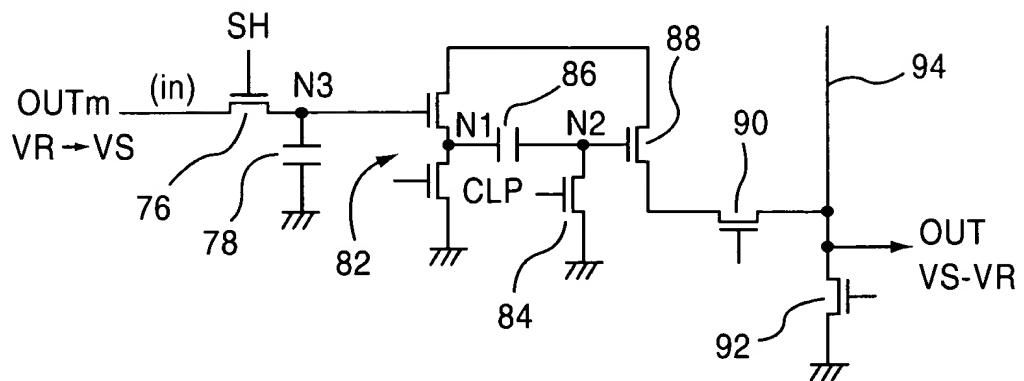 SH
88
94
86
OUTm (in) N3
N1 N2
90
VR→VS
CLP
76 78
82
84
OUT
VS-VR
92